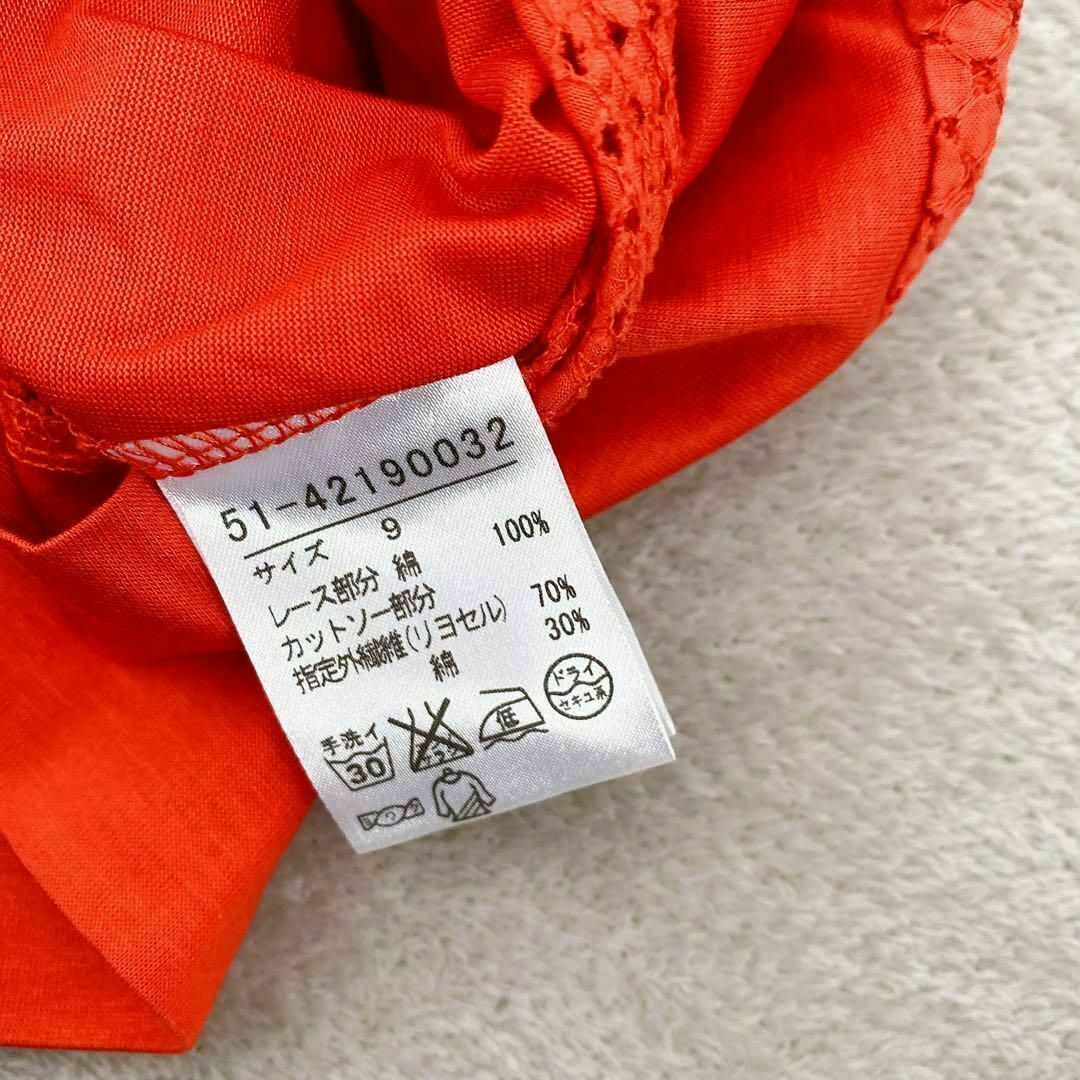 51-42190032
サイズ 9
レース部分 綿 100%
カットソー部分
指定外繊維(リヨセル) 70%
綿 30%
手洗イ 30
低
ドライ
セキユ系